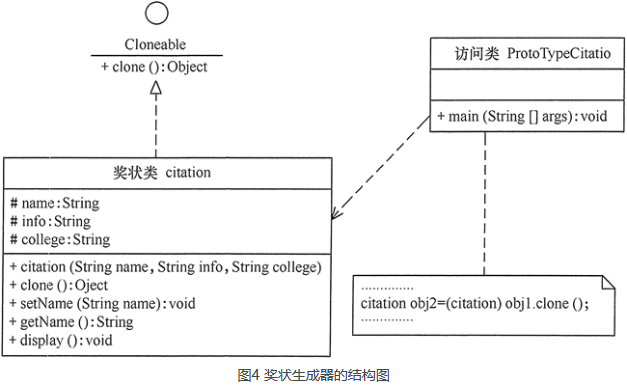 Cloneable
+ clone():Object
访问类 ProtoTypeCitatio
+ main(String [] args):void
奖状类 citation
# name:String
# info:String
# college:String
+ citation(String name,String info,String college)
+ clone():Oject
+ setName(String name):void
+ getName():String
+ display():void
..............
citation obj2=(citation) obj1.clone();
..............
图4 奖状生成器的结构图